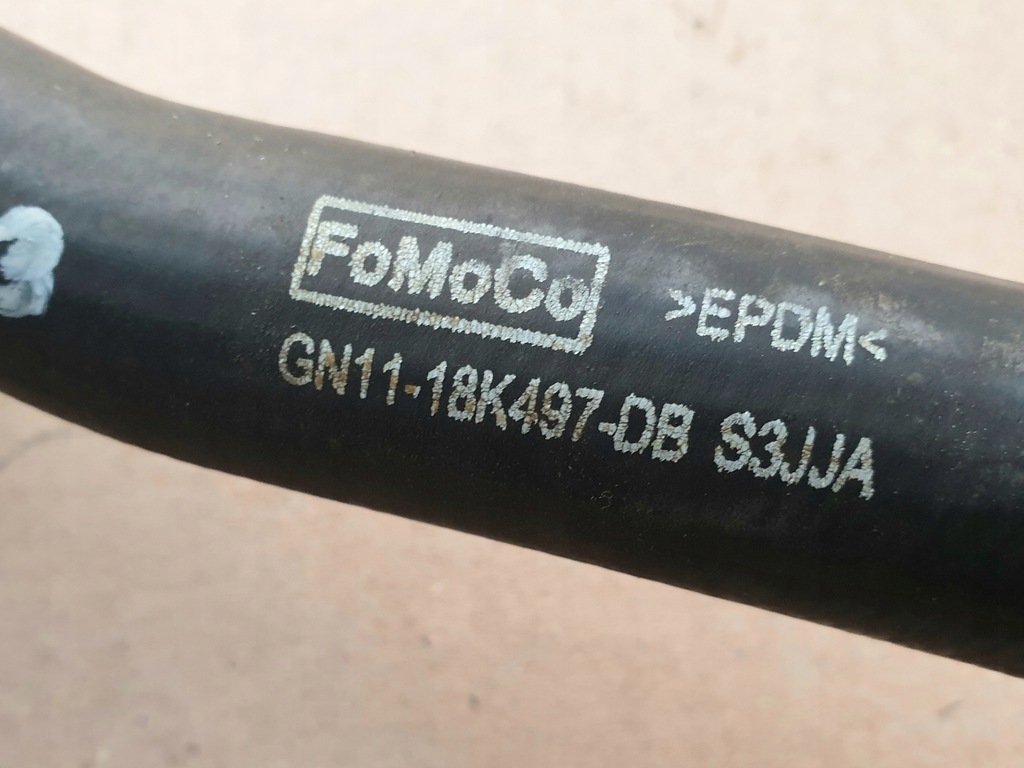 FoMoCo >EPDM<
GN11-18K497-DB S3JJA